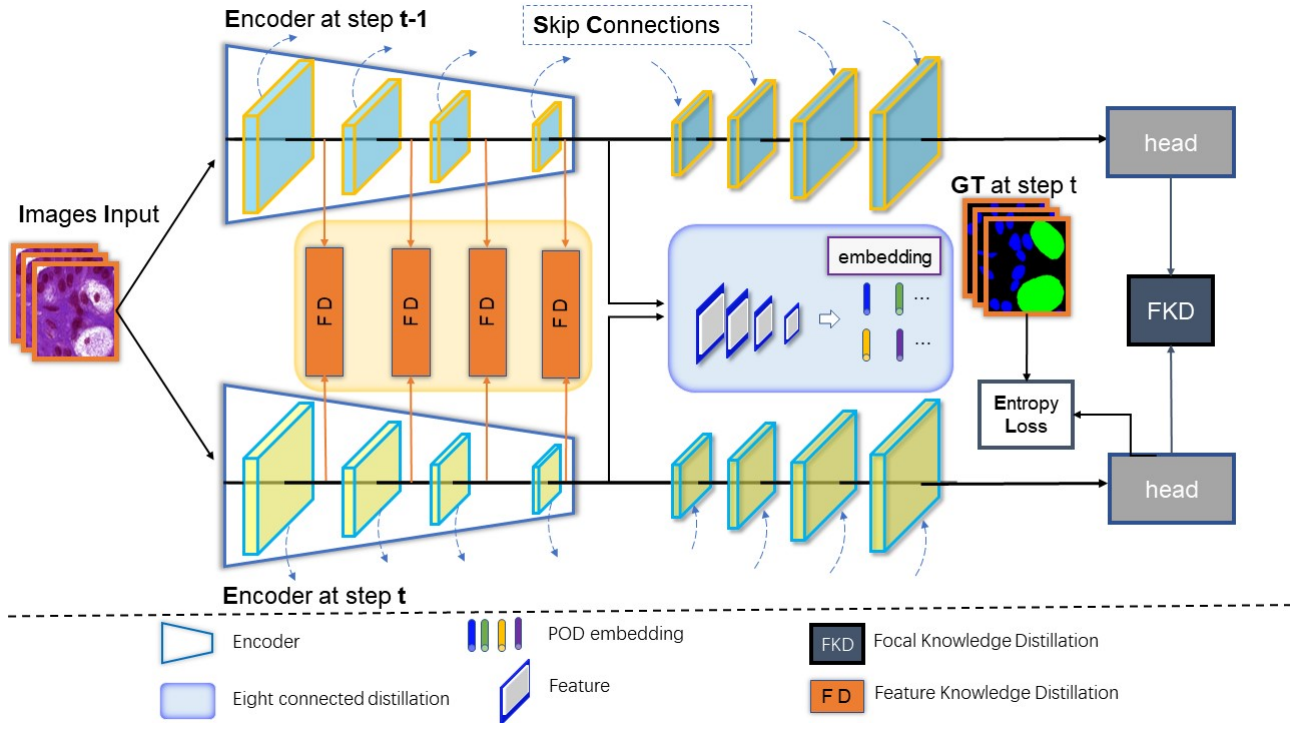 Encoder at step t-1
Skip Connections
head
GT at step t
Images Input
embedding
...
FD
FD
FD
FD
...
FKD
Entropy
Loss
head
Encoder at step t
Encoder
POD embedding
FKD
Focal Knowledge Distillation
Eight connected distillation
Feature
FD
Feature Knowledge Distillation